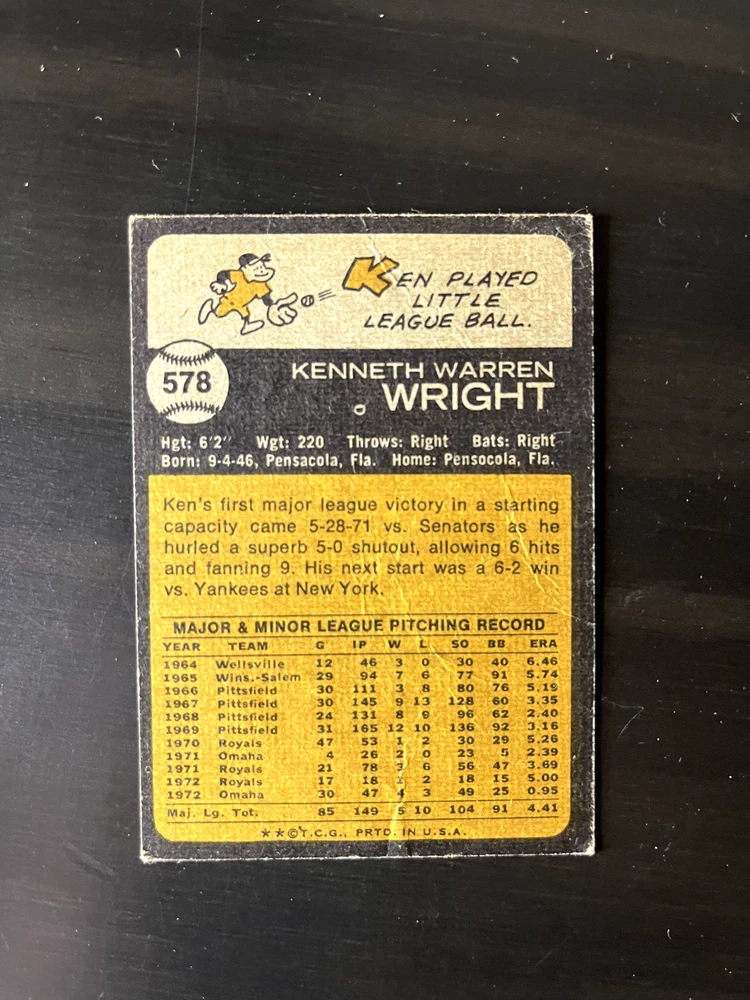 KEN PLAYED
LITTLE
LEAGUE BALL.
578
KENNETH WARREN
WRIGHT
Hgt: 6'2" Wgt: 220 Throws: Right Bats: Right
Born: 9-4-46, Pensacola, Fla. Home: Pensocola, Fla.
Ken's first major league victory in a starting
capacity came 5-28-71 vs. Senators as he
hurled a superb 5-0 shutout, allowing 6 hits
and fanning 9. His next start was a 6-2 win
vs. Yankees at New York.
MAJOR & MINOR LEAGUE PITCHING RECORD
YEAR TEAM G IP W L SO BB ERA
1964 Wellsville 12 46 3 0 30 40 6.46
1965 Wins.-Salem 29 94 7 6 77 91 5.74
1966 Pittsfield 30 111 3 8 80 76 5.19
1967 Pittsfield 30 145 9 13 128 60 3.35
1968 Pittsfield 24 131 8 9 96 62 2.40
1969 Pittsfield 31 165 12 10 136 92 3.16
1970 Royals 47 53 1 2 30 29 5.26
1971 Omaha 4 26 2 0 23 5 2.39
1971 Royals 21 78 3 6 56 47 3.69
1972 Royals 17 18 1 2 18 15 5.00
1972 Omaha 30 47 4 3 49 25 0.95
Maj. Lg. Tot. 85 149 5 10 104 91 4.41
**©T.C.G., PRTD. IN U.S.A.